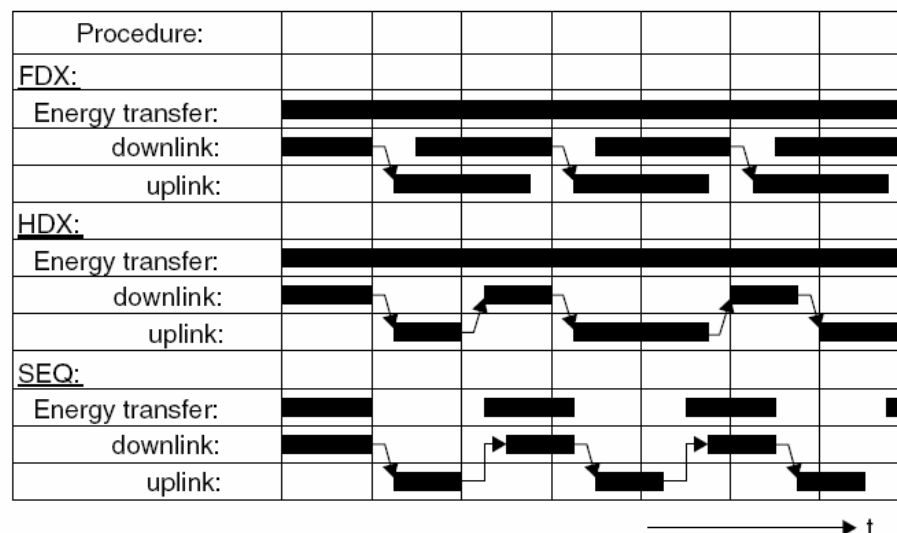 Procedure:
FDX:
Energy transfer:
downlink:
uplink:
HDX:
Energy transfer:
downlink:
uplink:
SEQ:
Energy transfer:
downlink:
uplink:
t